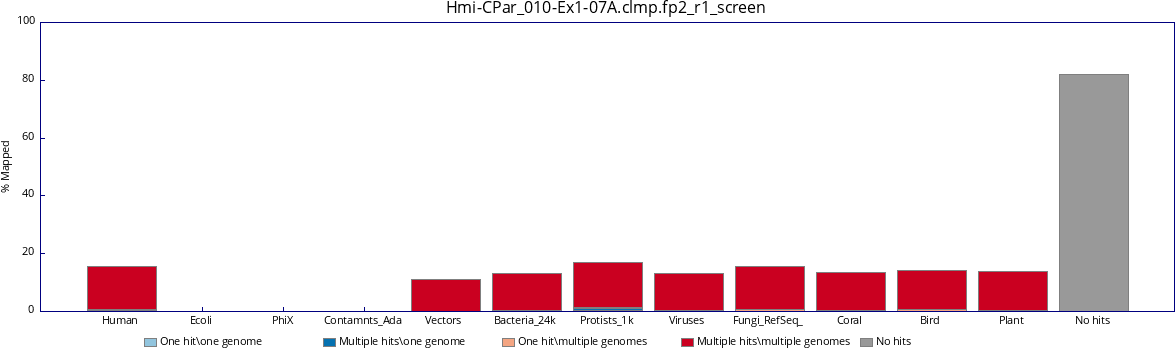 Hmi-CPar_010-Ex1-07A.clmp.fp2_r1_screen
100
80
60
40
20
0
% Mapped
Human Ecoli PhiX Contamnts_Ada Vectors Bacteria_24k Protists_1k Viruses Fungi_RefSeq_ Coral Bird Plant No hits
One hit\one genome Multiple hits\one genome One hit\multiple genomes Multiple hits\multiple genomes No hits